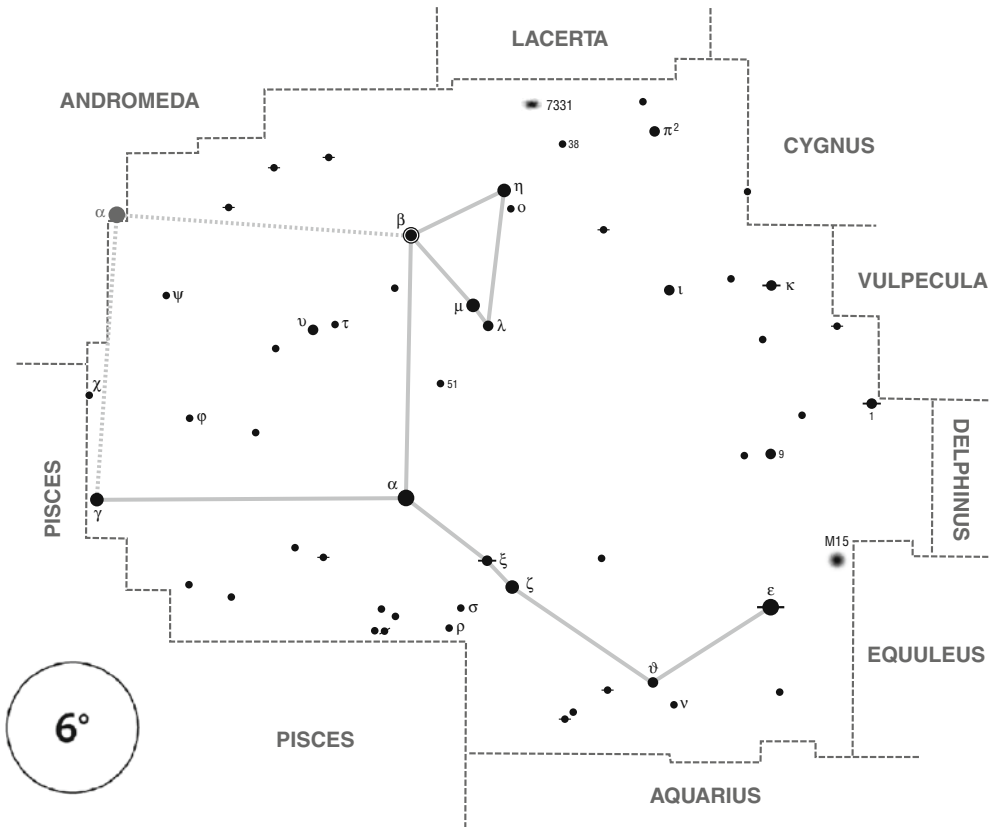 LACERTA
ANDROMEDA
7331
π²
38
CYGNUS
η
ο
α
β
VULPECULA
ι
κ
ψ
μ
υ
τ
λ
χ
51
1
φ
DELPHINUS
9
PISCES
α
γ
M15
ξ
ζ
ε
σ
ρ
EQUULEUS
ϑ
ν
6°
PISCES
AQUARIUS